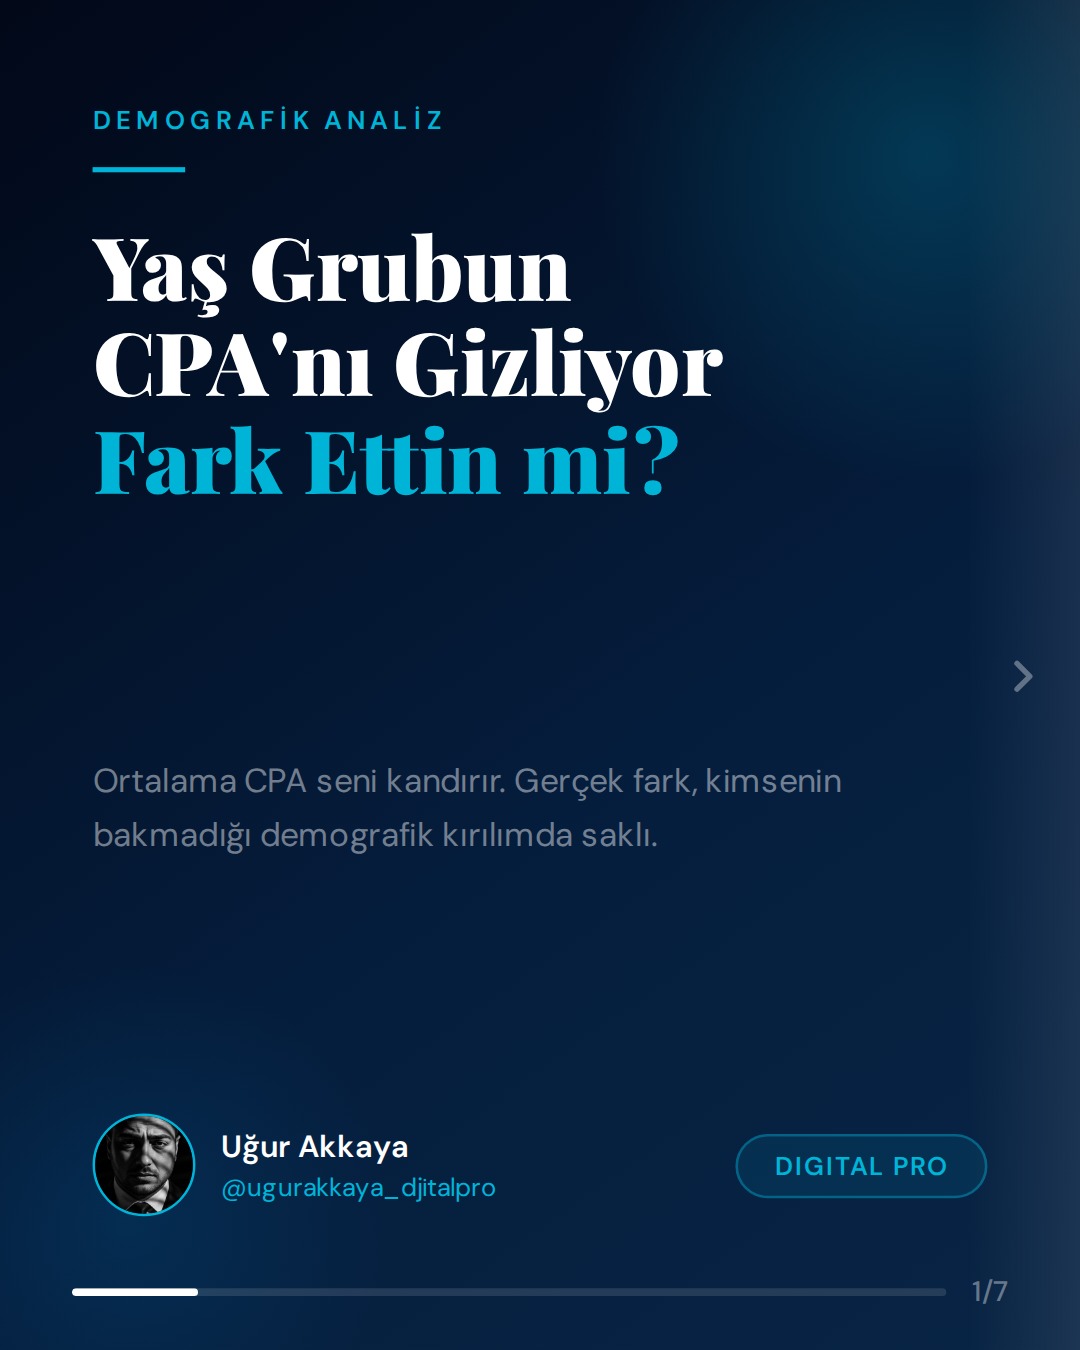 DEMOGRAFİK ANALİZ
Yaş Grubun
CPA'nı Gizliyor
Fark Ettin mi?
Ortalama CPA seni kandırır. Gerçek fark, kimsenin
bakmadığı demografik kırılımda saklı.
Uğur Akkaya
@ugurakkaya_djitalpro
DIGITAL PRO
1/7